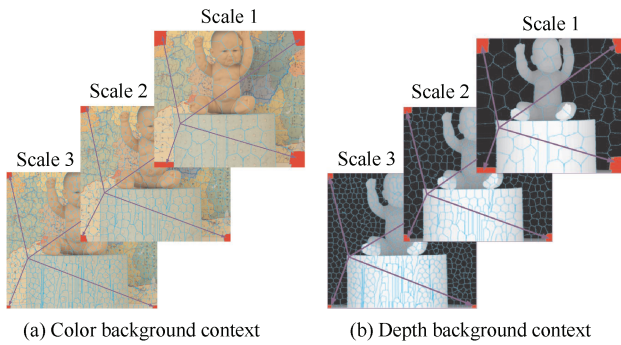 Scale 1
Scale 1
Scale 2
Scale 2
Scale 3
Scale 3
(a) Color background context
(b) Depth background context